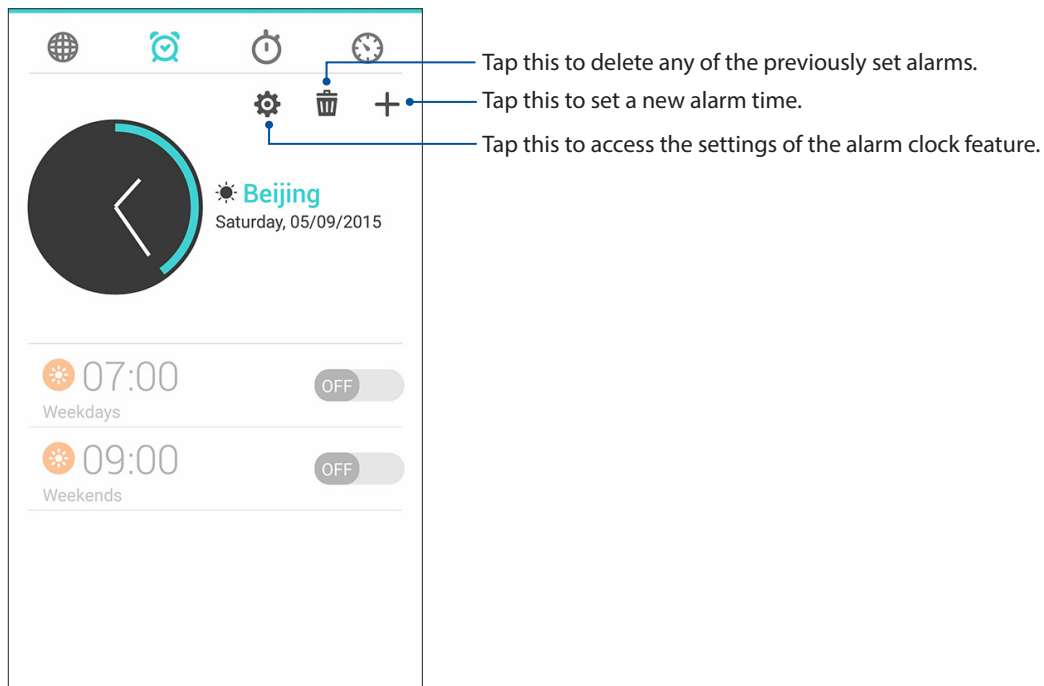 Tap this to delete any of the previously set alarms.
Tap this to set a new alarm time.
Tap this to access the settings of the alarm clock feature.
Beijing
Saturday, 05/09/2015
07:00
OFF
Weekdays
09:00
OFF
Weekends